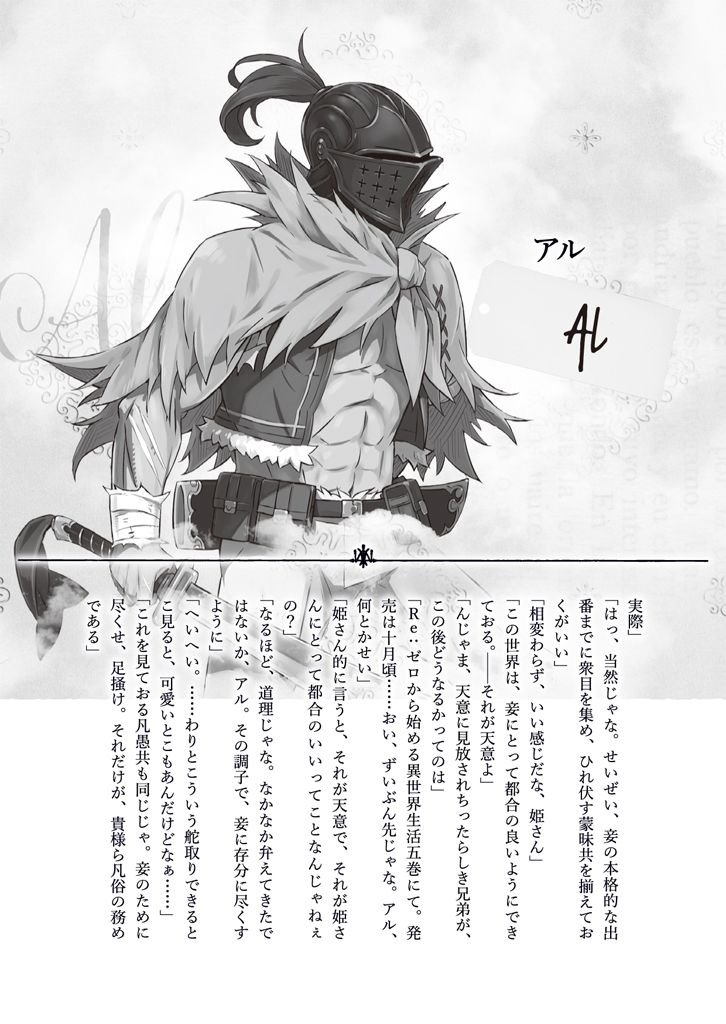 Al
アル
AL
実際」
「はっ、当然じゃな。せいぜい、妾の本格的な出
番までに衆目を集め、ひれ伏す蒙昧共を揃えてお
くがいい」
「相変わらず、いい感じだな、姫さん」
「この世界は、妾にとって都合の良いようにでき
ておる。――それが天意よ」
「んじゃま、天意に見放されちったらしき兄弟が、
この後どうなるかってのは」
「Re:ゼロから始める異世界生活五巻にて。発
売は十月頃……おい、ずいぶん先じゃな。アル、
何とかせい」
「姫さん的に言うと、それが天意で、それが姫さ
んにとって都合のいいってことなんじゃねぇ
の?」
「なるほど、道理じゃな。なかなか弁えてきたで
はないか、アル。その調子で、妾に存分に尽くす
ように」
「へいへい。……わりとこういう舵取りできると
こ見ると、可愛いとこもあんだけどなぁ……」
「これを見ておる凡愚共も同じじゃ。妾のために
尽くせ、足掻け。それだけが、貴様ら凡俗の務め
である」